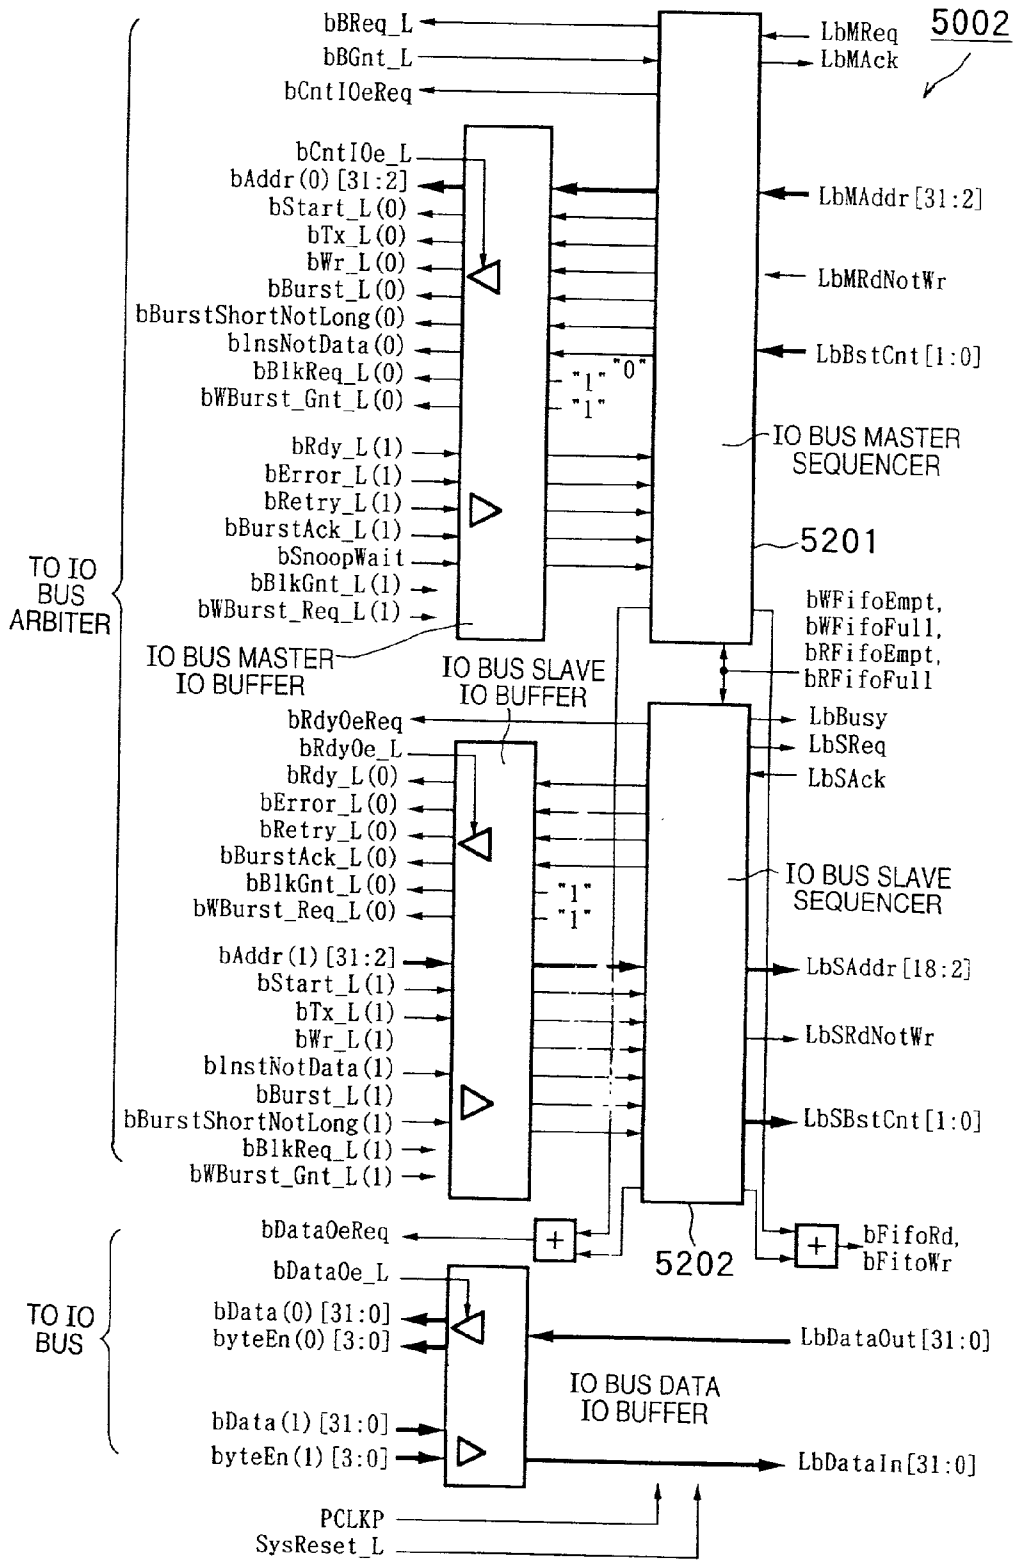 5002
bBReq_L
LbMReq
bBGnt_L
LbMAck
bCntIOeReq
bCntIOe_L
bAddr(0)[31:2]
LbMAddr[31:2]
bStart_L(0)
bTx_L(0)
bWr_L(0)
LbMRdNotWr
bBurst_L(0)
bBurstShortNotLong(0)
bInsNotData(0)
"0"
LbBstCnt[1:0]
bBlkReq_L(0)
"1"
bWBurst_Gnt_L(0)
"1"
IO BUS MASTER
SEQUENCER
bRdy_L(1)
bError_L(1)
bRetry_L(1)
bBurstAck_L(1)
5201
bSnoopWait
bBlkGnt_L(1)
bWBurst_Req_L(1)
TO IO
BUS
ARBITER
bWFifoEmpt,
bWFifoFull,
bRFifoEmpt,
bRFifoFull
IO BUS MASTER
IO BUFFER
IO BUS SLAVE
IO BUFFER
bRdyOeReq
LbBusy
bRdyOe_L
LbSReq
bRdy_L(0)
LbSAck
bError_L(0)
bRetry_L(0)
bBurstAck_L(0)
bBlkGnt_L(0)
"1"
bWBurst_Req_L(0)
"1"
IO BUS SLAVE
SEQUENCER
bAddr(1)[31:2]
LbSAddr[18:2]
bStart_L(1)
bTx_L(1)
bWr_L(1)
LbSRdNotWr
bInstNotData(1)
bBurst_L(1)
bBurstShortNotLong(1)
LbSBstCnt[1:0]
bBlkReq_L(1)
bWBurst_Gnt_L(1)
bDataOeReq
+
5202
+
bFifoRd,
bFitoWr
bDataOe_L
TO IO
BUS
bData(0)[31:0]
byteEn(0)[3:0]
LbDataOut[31:0]
IO BUS DATA
IO BUFFER
bData(1)[31:0]
byteEn(1)[3:0]
LbDataIn[31:0]
PCLKP
SysReset_L